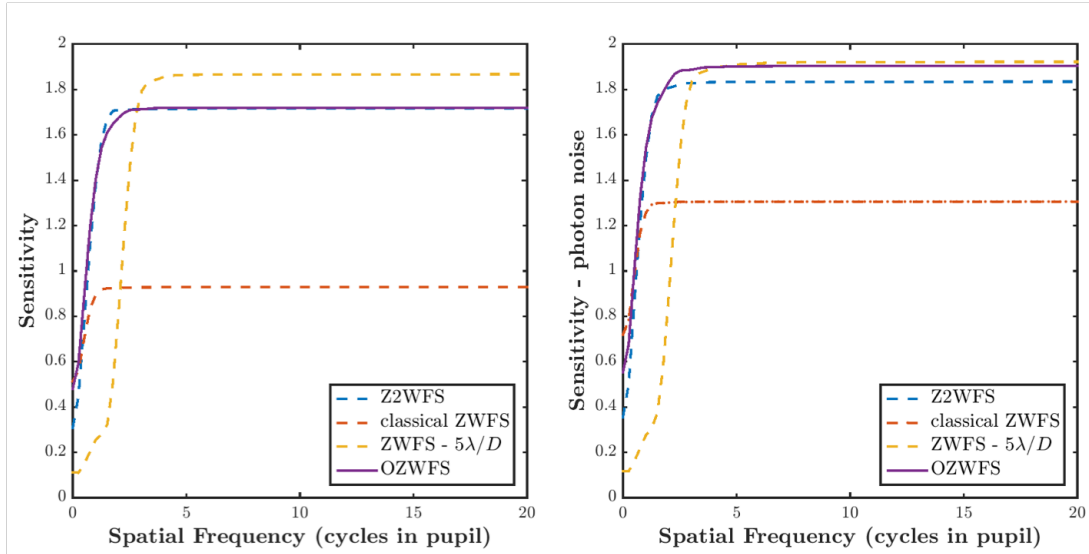 2
1.8
1.6
1.4
1.2
1
0.8
0.6
0.4
0.2
0
Sensitivity
Z2WFS
classical ZWFS
ZWFS - 5λ/D
OZWFS
0 5 10 15 20
Spatial Frequency (cycles in pupil)
2
1.8
1.6
1.4
1.2
1
0.8
0.6
0.4
0.2
0
Sensitivity - photon noise
Z2WFS
classical ZWFS
ZWFS - 5λ/D
OZWFS
0 5 10 15 20
Spatial Frequency (cycles in pupil)